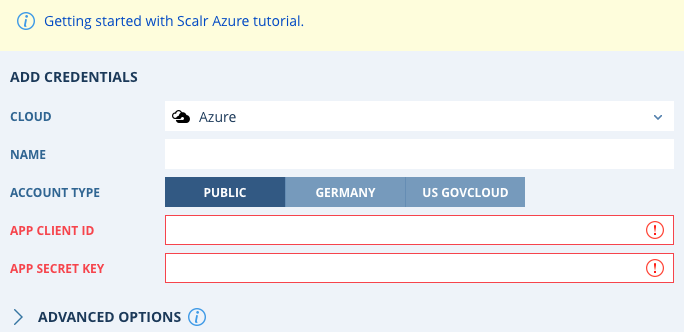 Getting started with Scalr Azure tutorial.
ADD CREDENTIALS
CLOUD Azure
NAME
ACCOUNT TYPE PUBLIC GERMANY US GOVCLOUD
APP CLIENT ID
APP SECRET KEY
ADVANCED OPTIONS